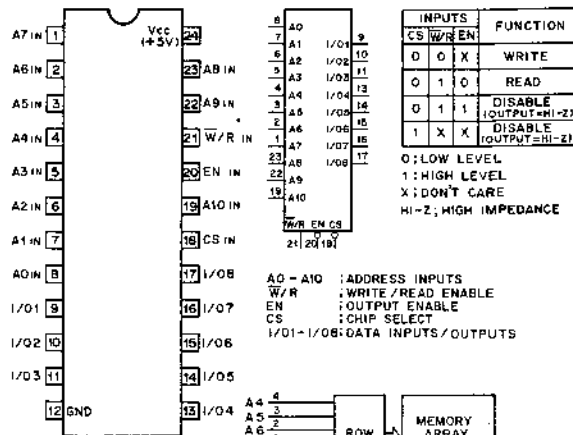 A7 IN 1 Vcc (+5V) 24
A6 IN 2 23 A8 IN
A5 IN 3 22 A9 IN
A4 IN 4 21 W/R IN
A3 IN 5 20 EN IN
A2 IN 6 19 A10 IN
A1 IN 7 18 CS IN
A0 IN 8 17 I/O8
I/O1 9 16 I/O7
I/O2 10 15 I/O6
I/O3 11 14 I/O5
12 GND 13 I/O4
8 A0
7 A1 I/O1 9
6 A2 I/O2 10
5 A3 I/O3 11
4 A4 I/O4 13
3 A5 I/O5 14
2 A6 I/O6 15
1 A7 I/O7 16
23 A8 I/O8 17
22 A9
19 A10
W/R EN CS
21 20 18
INPUTS FUNCTION
CS W/R EN
0 0 X WRITE
0 1 0 READ
0 1 1 DISABLE (OUTPUT=HI-Z)
1 X X DISABLE (OUTPUT=HI-Z)
0; LOW LEVEL
1; HIGH LEVEL
X; DON'T CARE
HI-Z; HIGH IMPEDANCE
A0 - A10 ; ADDRESS INPUTS
W/R ; WRITE/READ ENABLE
EN ; OUTPUT ENABLE
CS ; CHIP SELECT
I/O1-I/O8; DATA INPUTS/OUTPUTS
A4 4
A5 3
A6 2
ROW
MEMORY
ARRAY